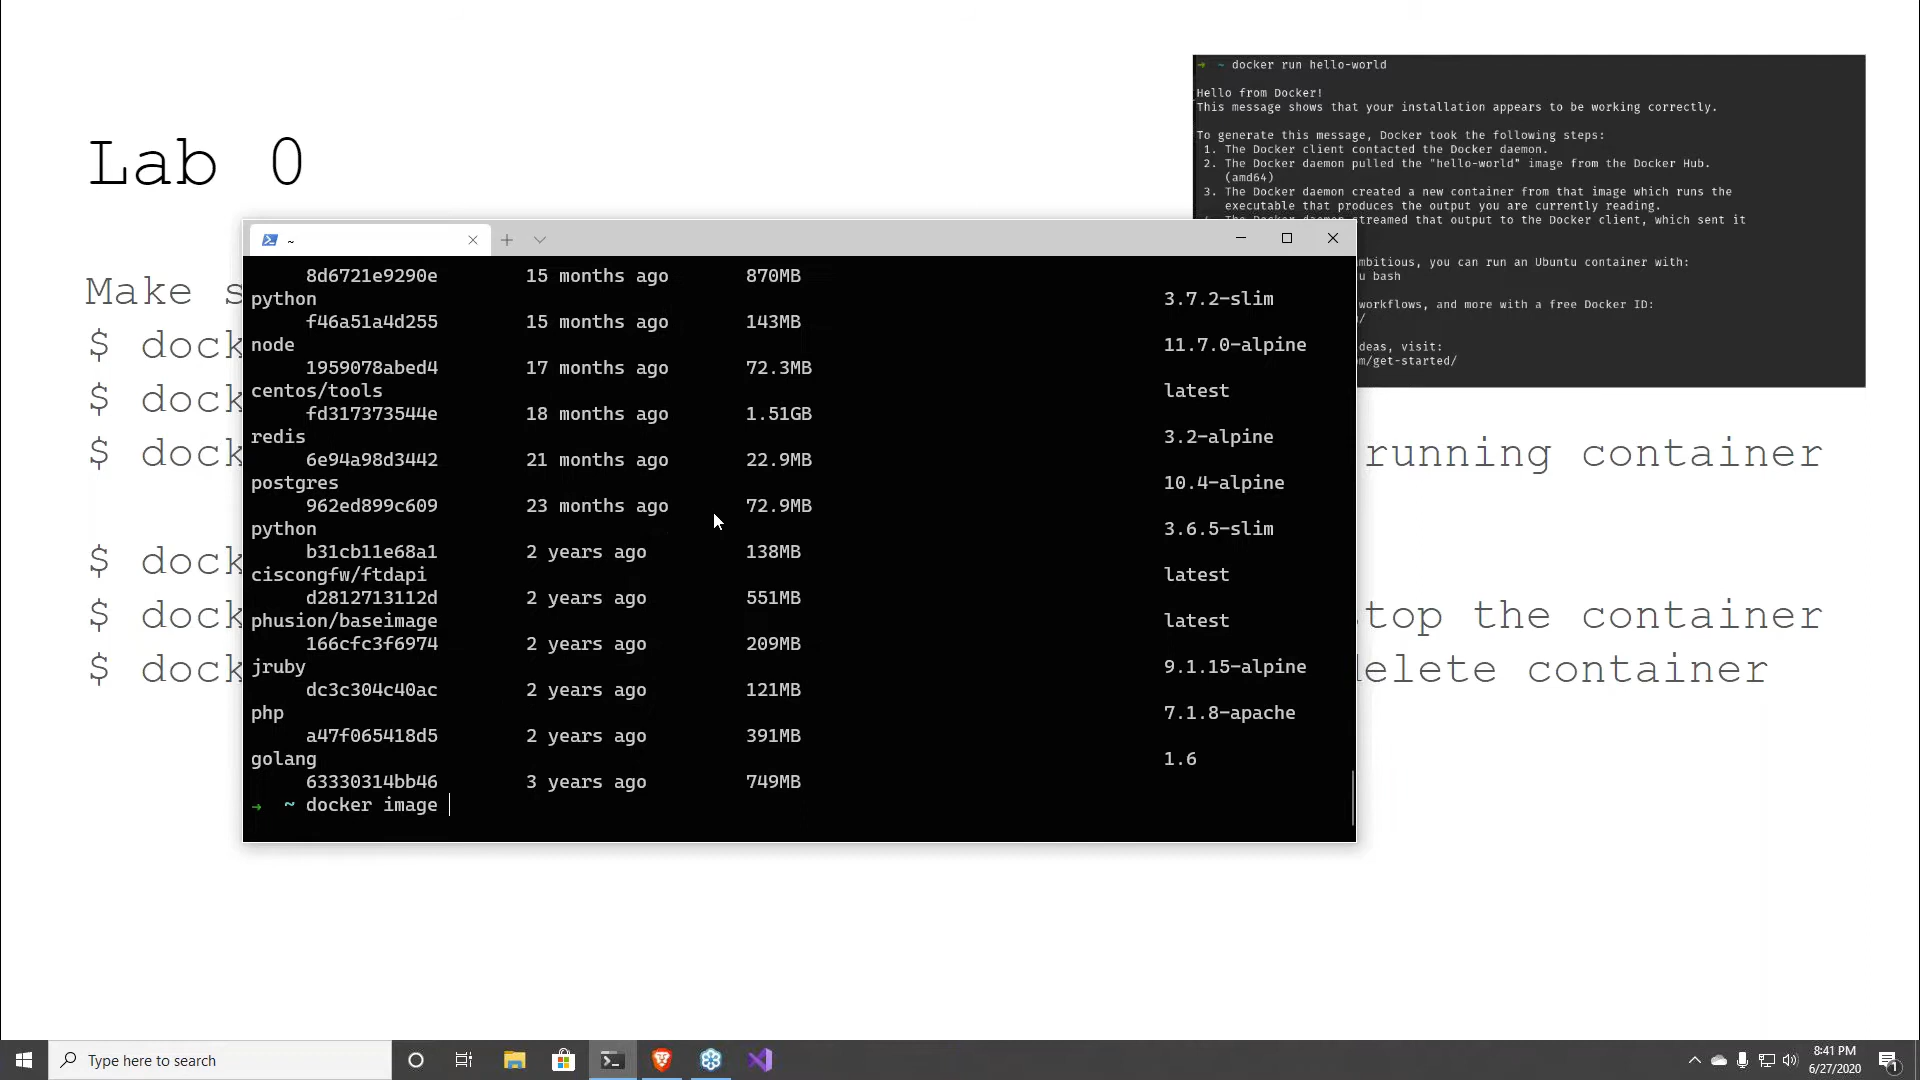 → ~ docker run hello-world
Hello from Docker!
This message shows that your installation appears to be working correctly.
To generate this message, Docker took the following steps:
1. The Docker client contacted the Docker daemon.
2. The Docker daemon pulled the "hello-world" image from the Docker Hub.
(amd64)
3. The Docker daemon created a new container from that image which runs the
executable that produces the output you are currently reading.
streamed that output to the Docker client, which sent it
you can run an Ubuntu container with:
bash
workflows, and more with a free Docker ID:
/
visit:
/get-started/
Lab 0
Make s
$ dock
$ dock
$ dock running container
$ dock
$ dock the container
$ dock container
~
8d6721e9290e 15 months ago 870MB
python 3.7.2-slim
f46a51a4d255 15 months ago 143MB
node 11.7.0-alpine
1959078abed4 17 months ago 72.3MB
centos/tools latest
fd317373544e 18 months ago 1.51GB
redis 3.2-alpine
6e94a98d3442 21 months ago 22.9MB
postgres 10.4-alpine
962ed899c609 23 months ago 72.9MB
python 3.6.5-slim
b31cb11e68a1 2 years ago 138MB
ciscongfw/ftdapi latest
d2812713112d 2 years ago 551MB
phusion/baseimage latest
166cfc3f6974 2 years ago 209MB
jruby 9.1.15-alpine
dc3c304c40ac 2 years ago 121MB
php 7.1.8-apache
a47f065418d5 2 years ago 391MB
golang 1.6
63330314bb46 3 years ago 749MB
→ ~ docker image
Type here to search
8:41 PM
6/27/2020
1